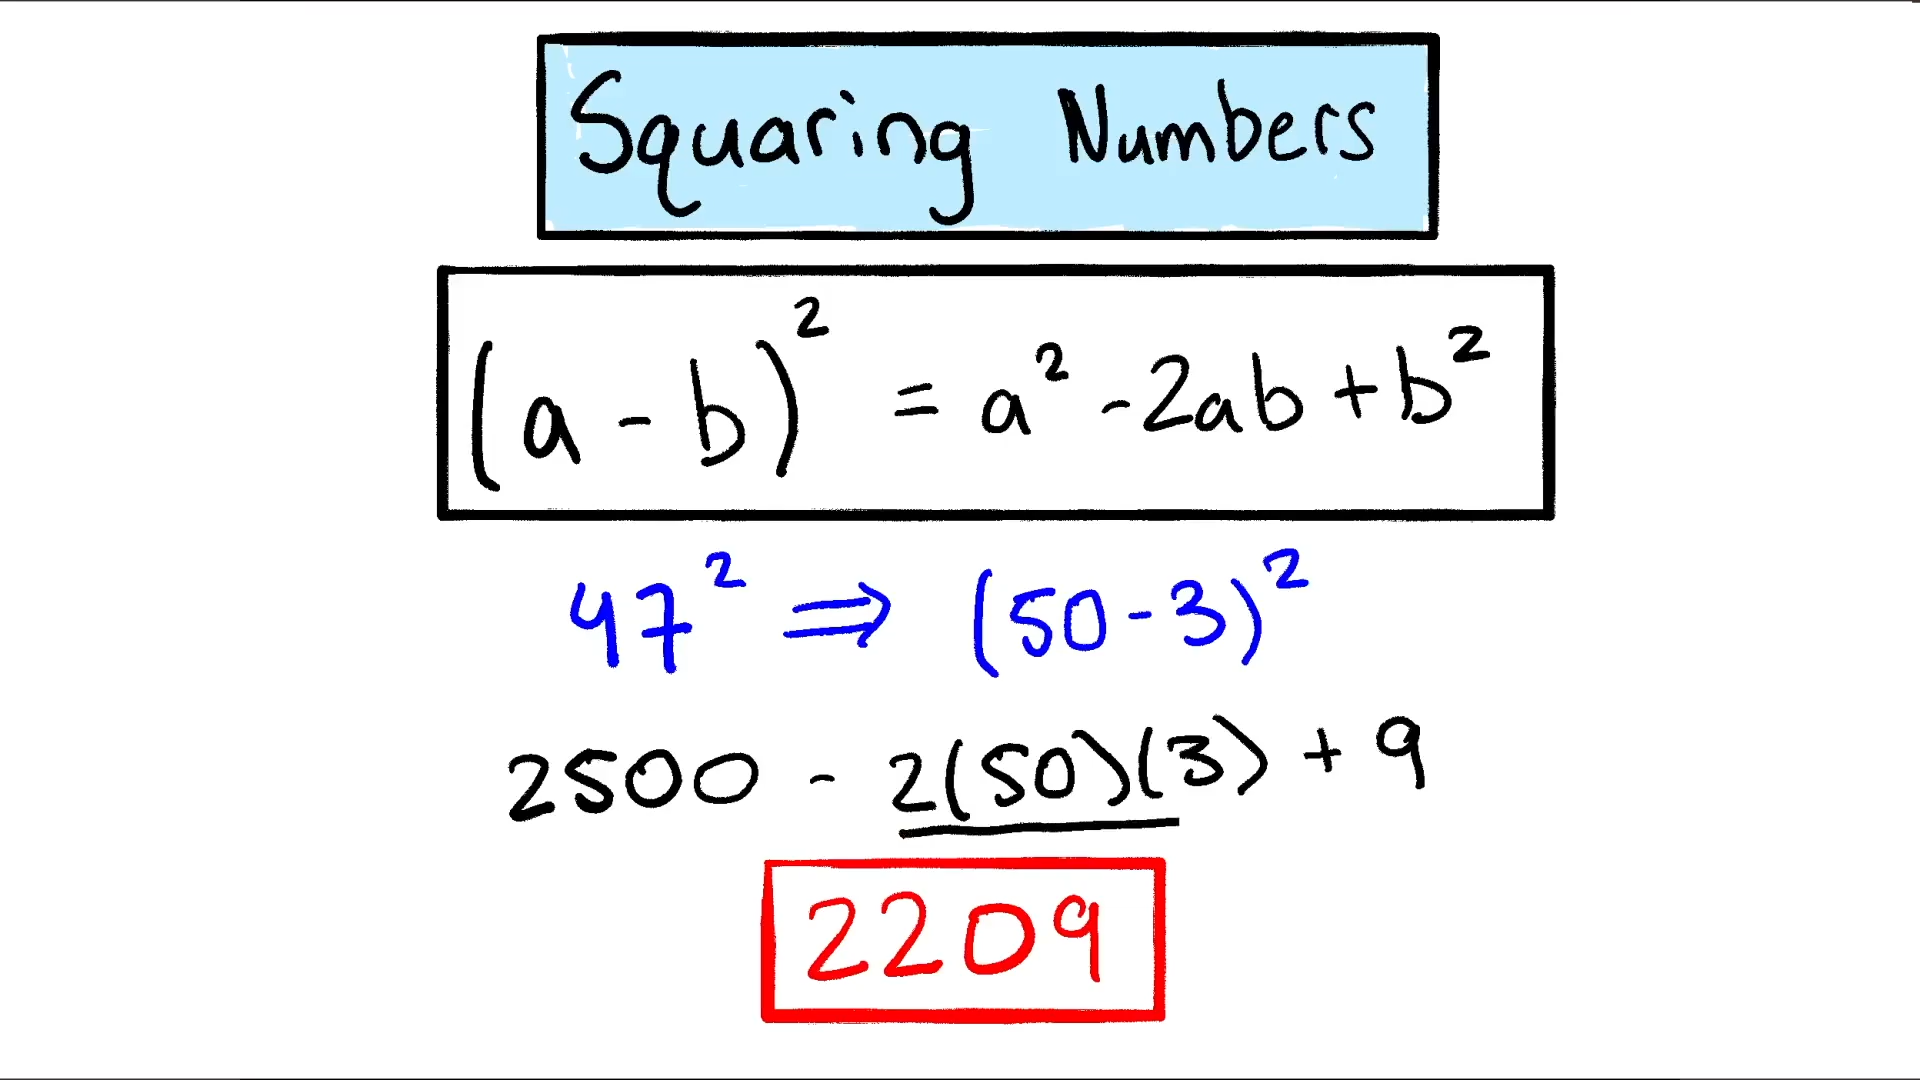 Squaring Numbers
(a - b)² = a² - 2ab + b²
47² ⇒ (50 - 3)²
2500 - 2(50)(3) + 9
2209